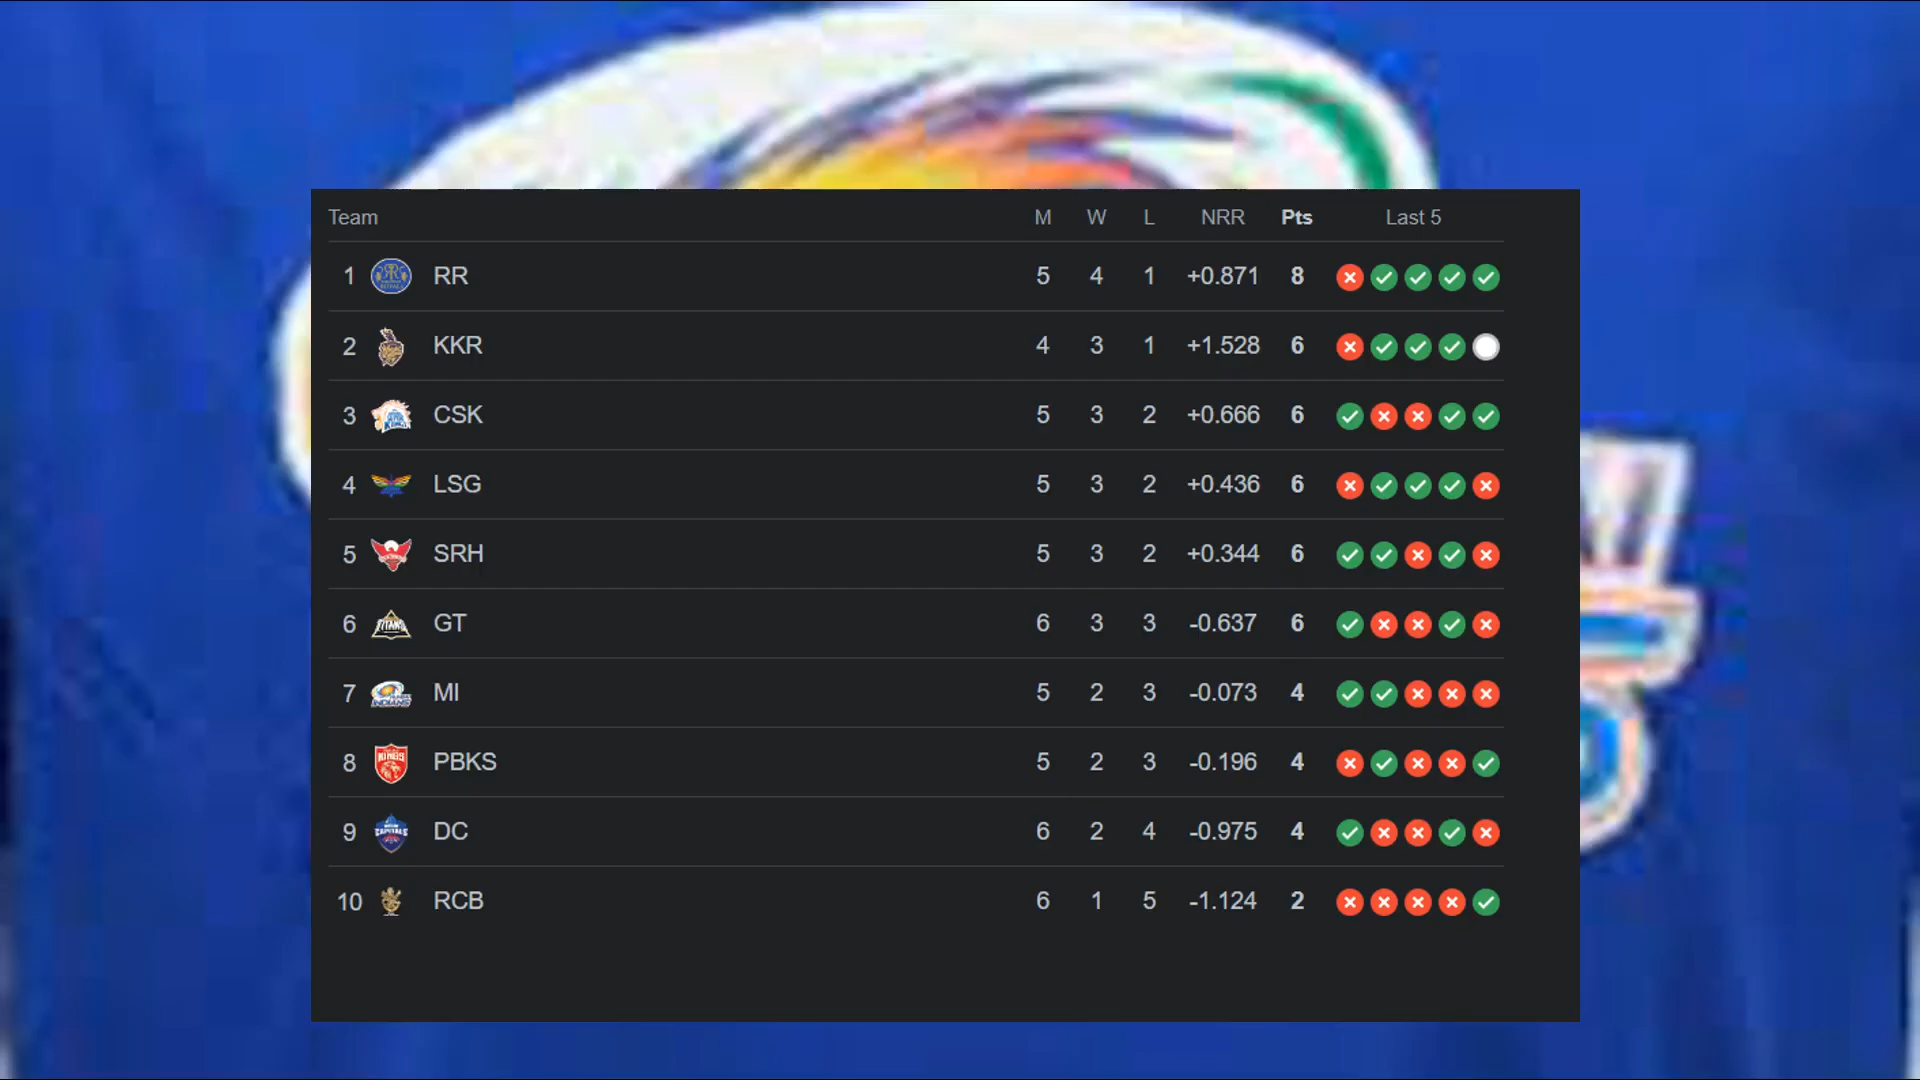 Team M W L NRR Pts Last 5
1 RR 5 4 1 +0.871 8
2 KKR 4 3 1 +1.528 6
3 CSK 5 3 2 +0.666 6
4 LSG 5 3 2 +0.436 6
5 SRH 5 3 2 +0.344 6
6 TITANS GT 6 3 3 -0.637 6
7 INDIANS MI 5 2 3 -0.073 4
8 KINGS PBKS 5 2 3 -0.196 4
9 CAPITALS DC 6 2 4 -0.975 4
10 RCB 6 1 5 -1.124 2